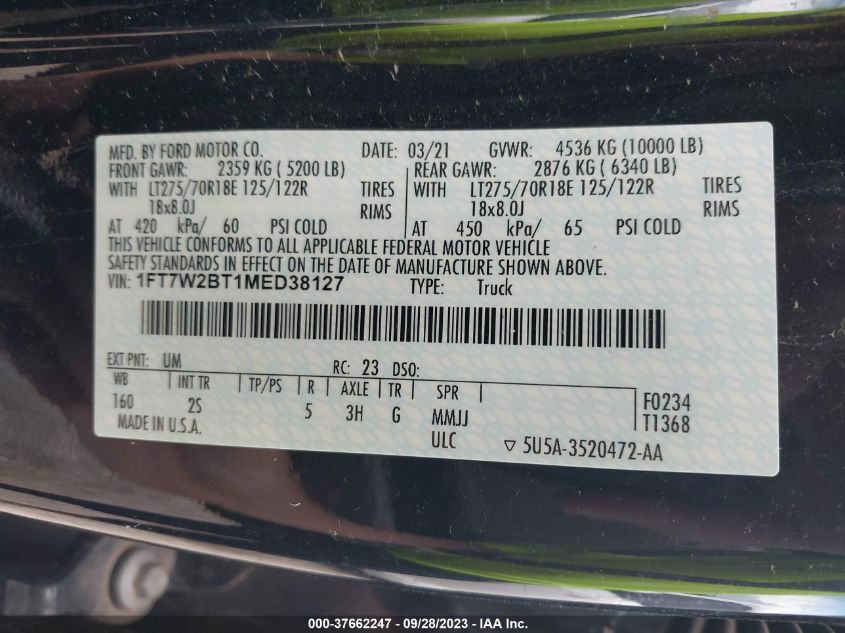 MFD. BY FORD MOTOR CO. DATE: 03/21 GVWR: 4536 KG (10000 LB)
FRONT GAWR: 2359 KG ( 5200 LB) REAR GAWR: 2876 KG ( 6340 LB)
WITH LT275/70R18E 125/122R TIRES WITH LT275/70R18E 125/122R TIRES
18x8.0J RIMS 18x8.0J RIMS
AT 420 kPa/ 60 PSI COLD AT 450 kPa/ 65 PSI COLD
THIS VEHICLE CONFORMS TO ALL APPLICABLE FEDERAL MOTOR VEHICLE
SAFETY STANDARDS IN EFFECT ON THE DATE OF MANUFACTURE SHOWN ABOVE.
VIN: 1FT7W2BT1MED38127 TYPE: Truck
EXT PNT: UM RC: 23 DSO:
WB INT TR TP/PS R AXLE TR SPR F0234
160 2S 5 3H G MMJJ T1368
MADE IN U.S.A. ULC ▽ 5U5A-3520472-AA
000-37662247 - 09/28/2023 - IAA Inc.